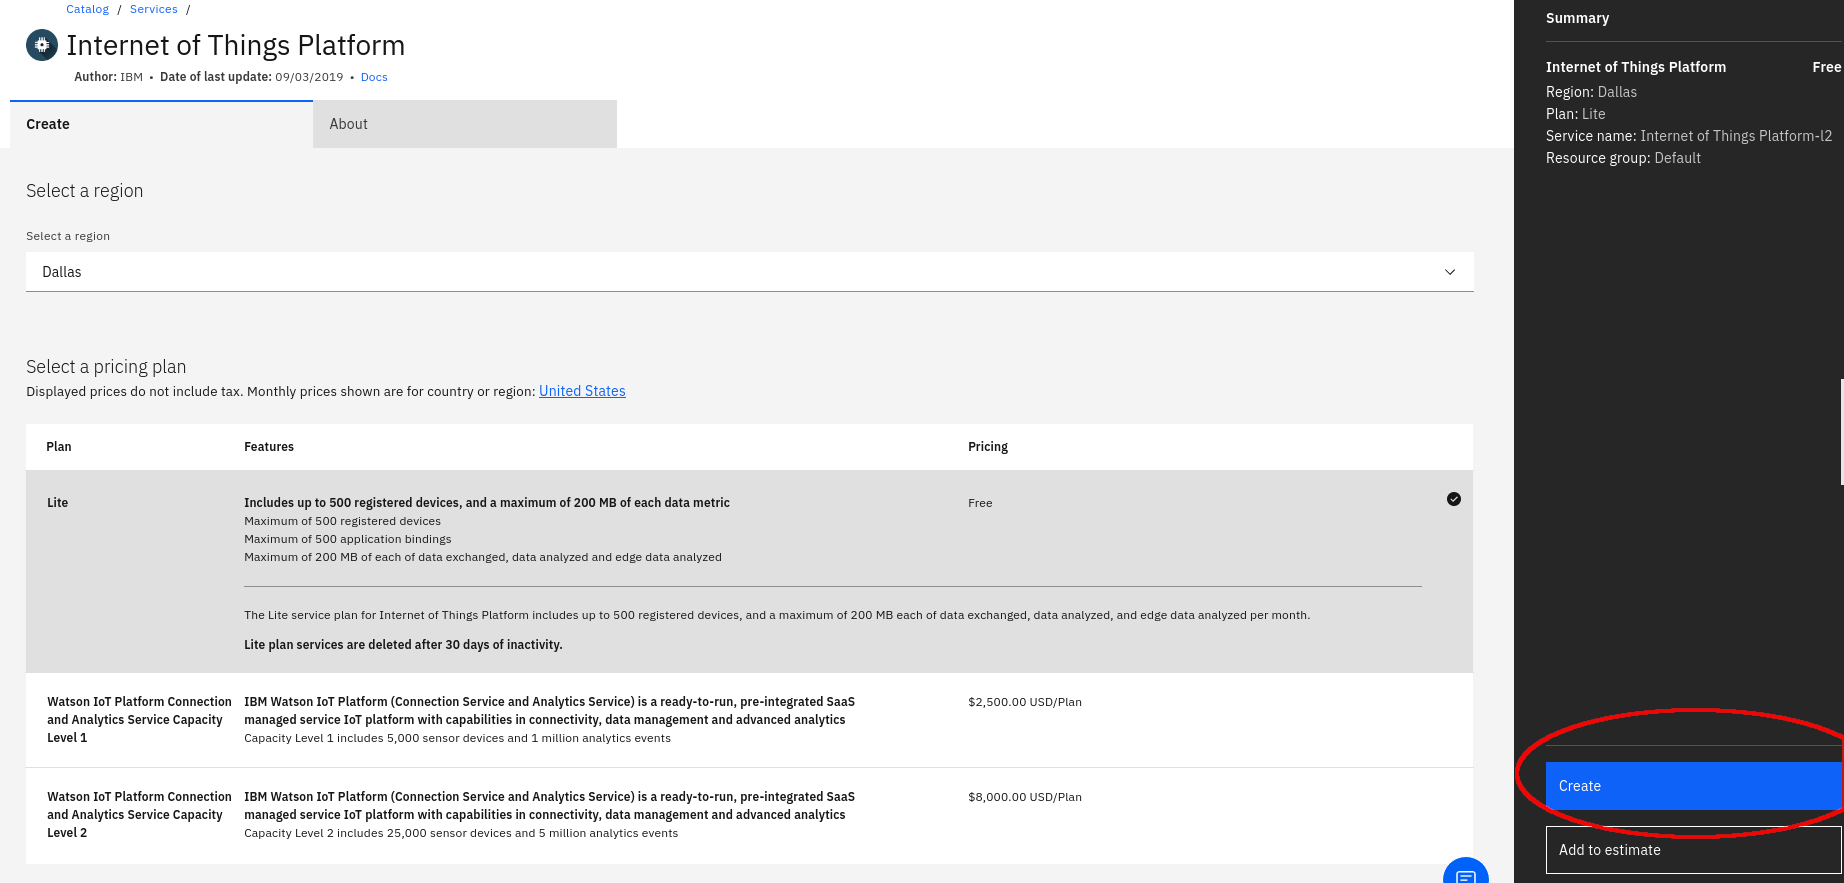 Catalog / Services /
Internet of Things Platform
Author: IBM • Date of last update: 09/03/2019 • Docs
Create
About
Select a region
Select a region
Dallas
Select a pricing plan
Displayed prices do not include tax. Monthly prices shown are for country or region: United States
Plan Features Pricing
Lite
Includes up to 500 registered devices, and a maximum of 200 MB of each data metric
Free
Maximum of 500 registered devices
Maximum of 500 application bindings
Maximum of 200 MB of each of data exchanged, data analyzed and edge data analyzed
The Lite service plan for Internet of Things Platform includes up to 500 registered devices, and a maximum of 200 MB each of data exchanged, data analyzed, and edge data analyzed per month.
Lite plan services are deleted after 30 days of inactivity.
Watson IoT Platform Connection
and Analytics Service Capacity
Level 1
IBM Watson IoT Platform (Connection Service and Analytics Service) is a ready-to-run, pre-integrated SaaS
managed service IoT platform with capabilities in connectivity, data management and advanced analytics
Capacity Level 1 includes 5,000 sensor devices and 1 million analytics events
$2,500.00 USD/Plan
Watson IoT Platform Connection
and Analytics Service Capacity
Level 2
IBM Watson IoT Platform (Connection Service and Analytics Service) is a ready-to-run, pre-integrated SaaS
managed service IoT platform with capabilities in connectivity, data management and advanced analytics
Capacity Level 2 includes 25,000 sensor devices and 5 million analytics events
$8,000.00 USD/Plan
Summary
Internet of Things Platform Free
Region: Dallas
Plan: Lite
Service name: Internet of Things Platform-l2
Resource group: Default
Create
Add to estimate